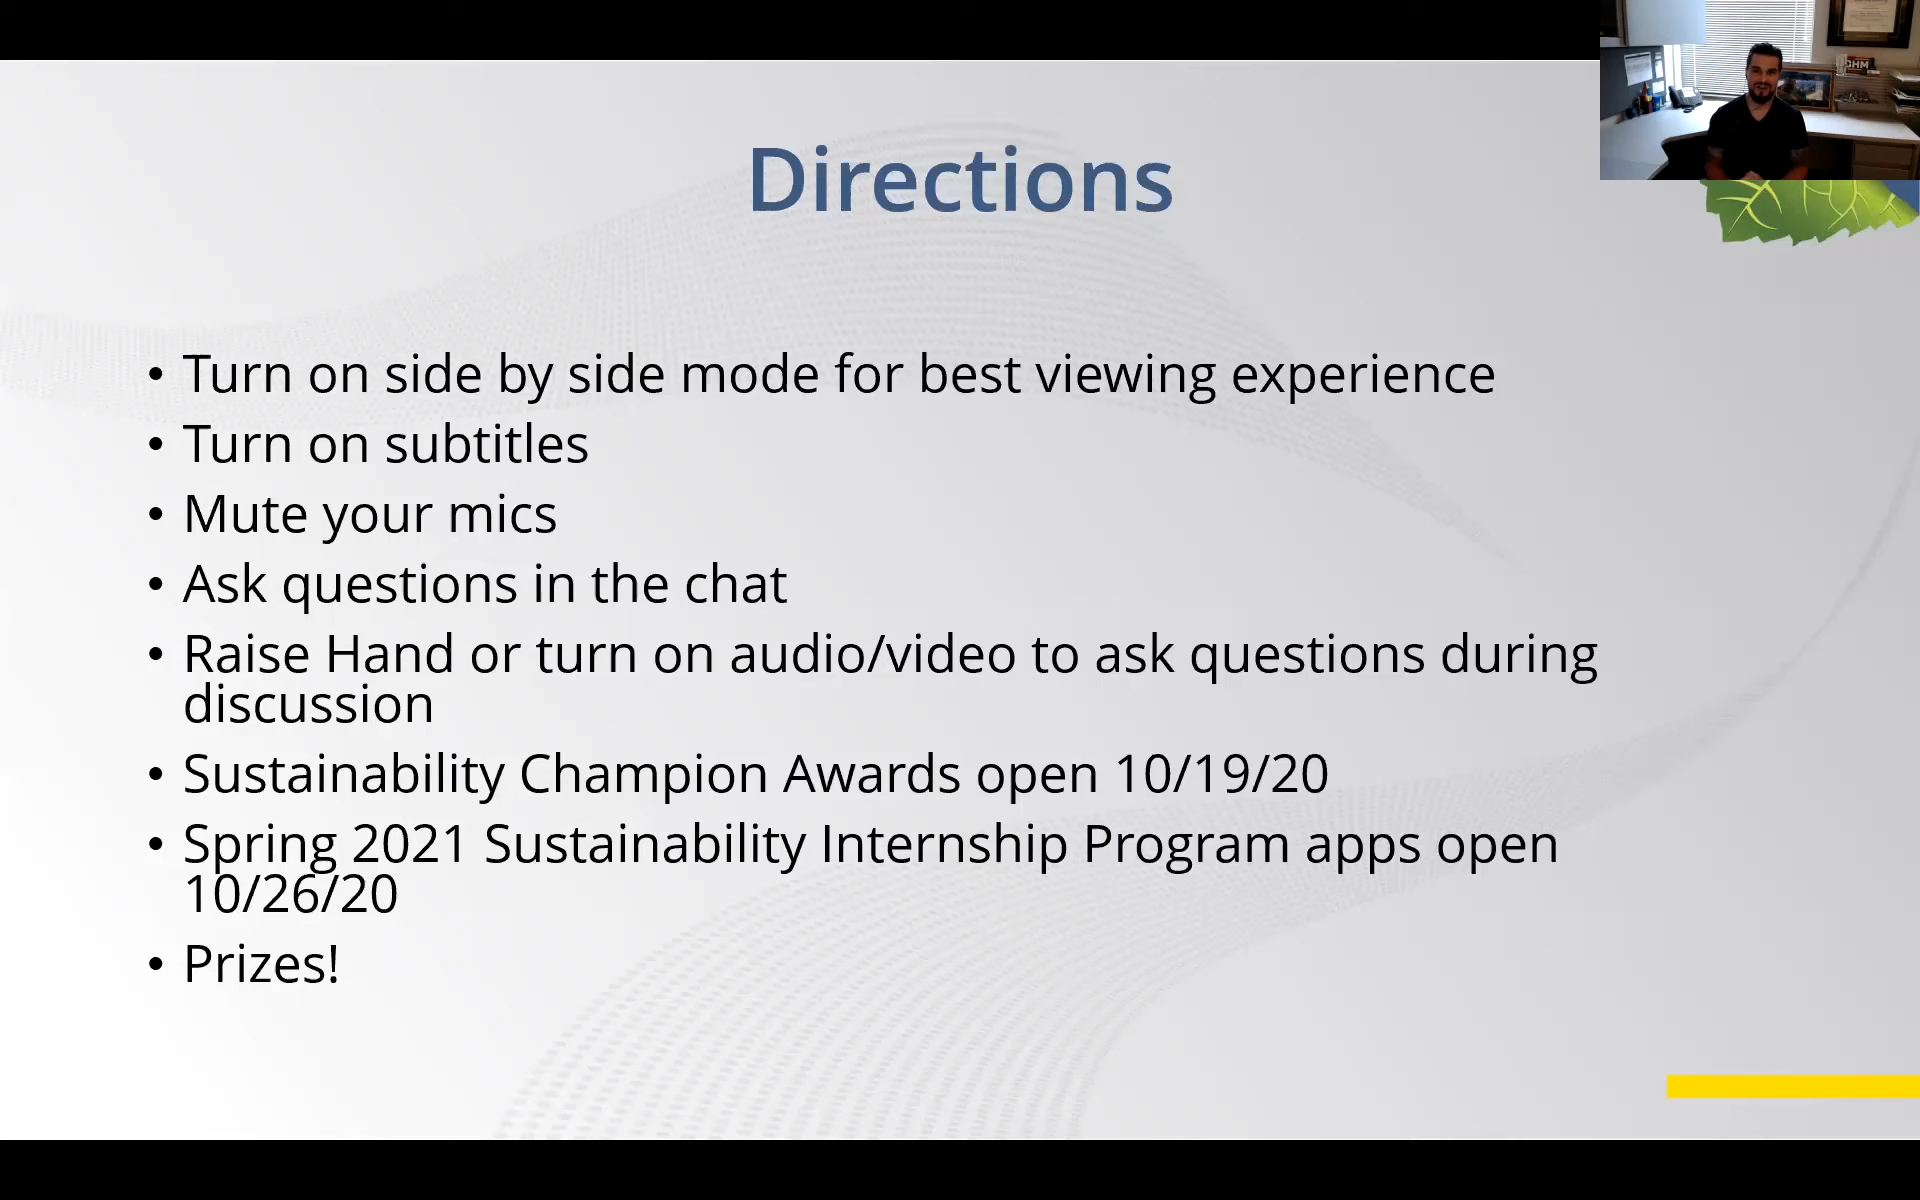 Directions
• Turn on side by side mode for best viewing experience
• Turn on subtitles
• Mute your mics
• Ask questions in the chat
• Raise Hand or turn on audio/video to ask questions during
discussion
• Sustainability Champion Awards open 10/19/20
• Spring 2021 Sustainability Internship Program apps open
10/26/20
• Prizes!